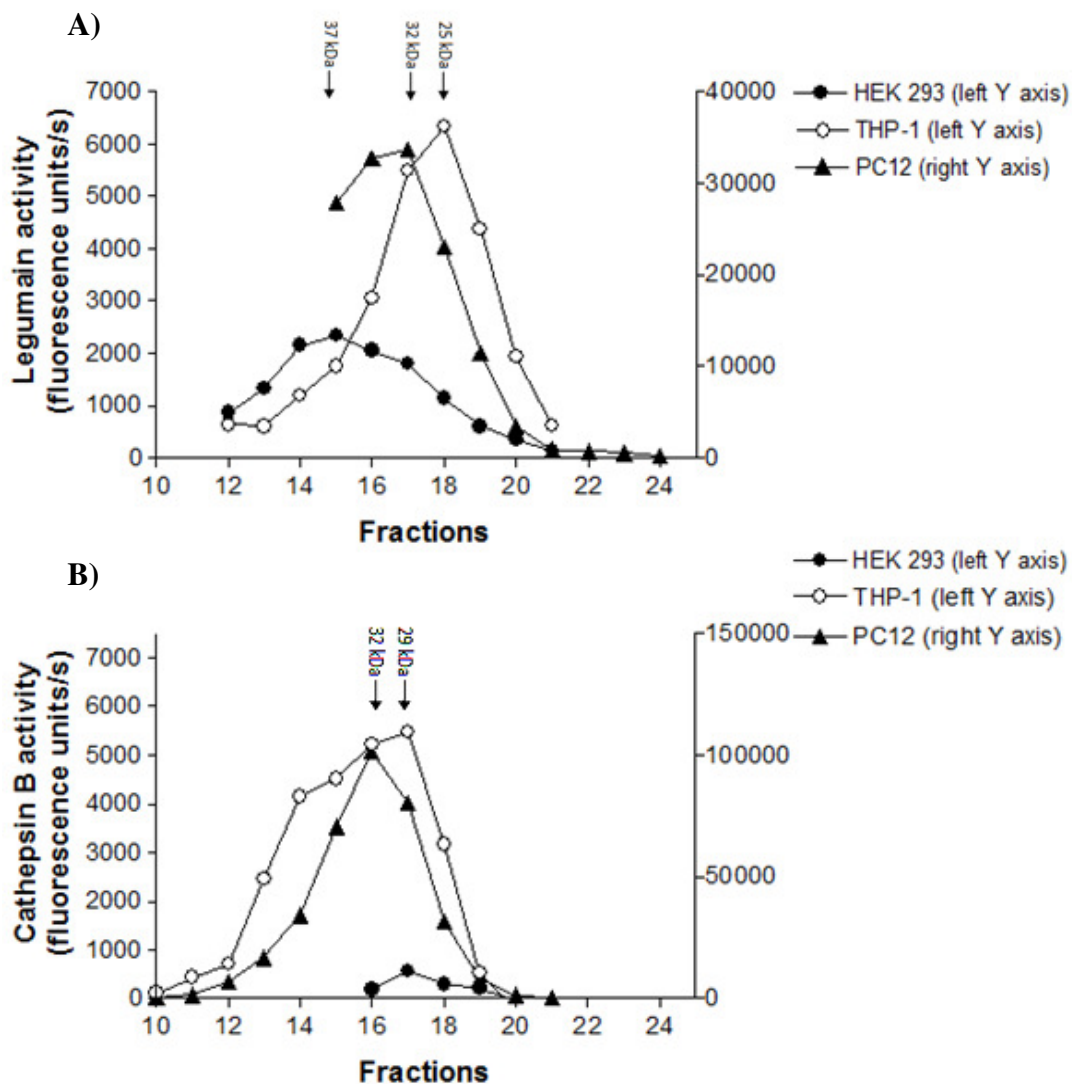 A)
37 kDa
32 kDa
25 kDa
7000
6000
5000
4000
3000
2000
1000
0
Legumain activity
(fluorescence units/s)
40000
30000
20000
10000
0
HEK 293 (left Y axis)
THP-1 (left Y axis)
PC12 (right Y axis)
10 12 14 16 18 20 22 24
Fractions
B)
32 kDa
29 kDa
7000
6000
5000
4000
3000
2000
1000
0
Cathepsin B activity
(fluorescence units/s)
150000
100000
50000
0
HEK 293 (left Y axis)
THP-1 (left Y axis)
PC12 (right Y axis)
10 12 14 16 18 20 22 24
Fractions